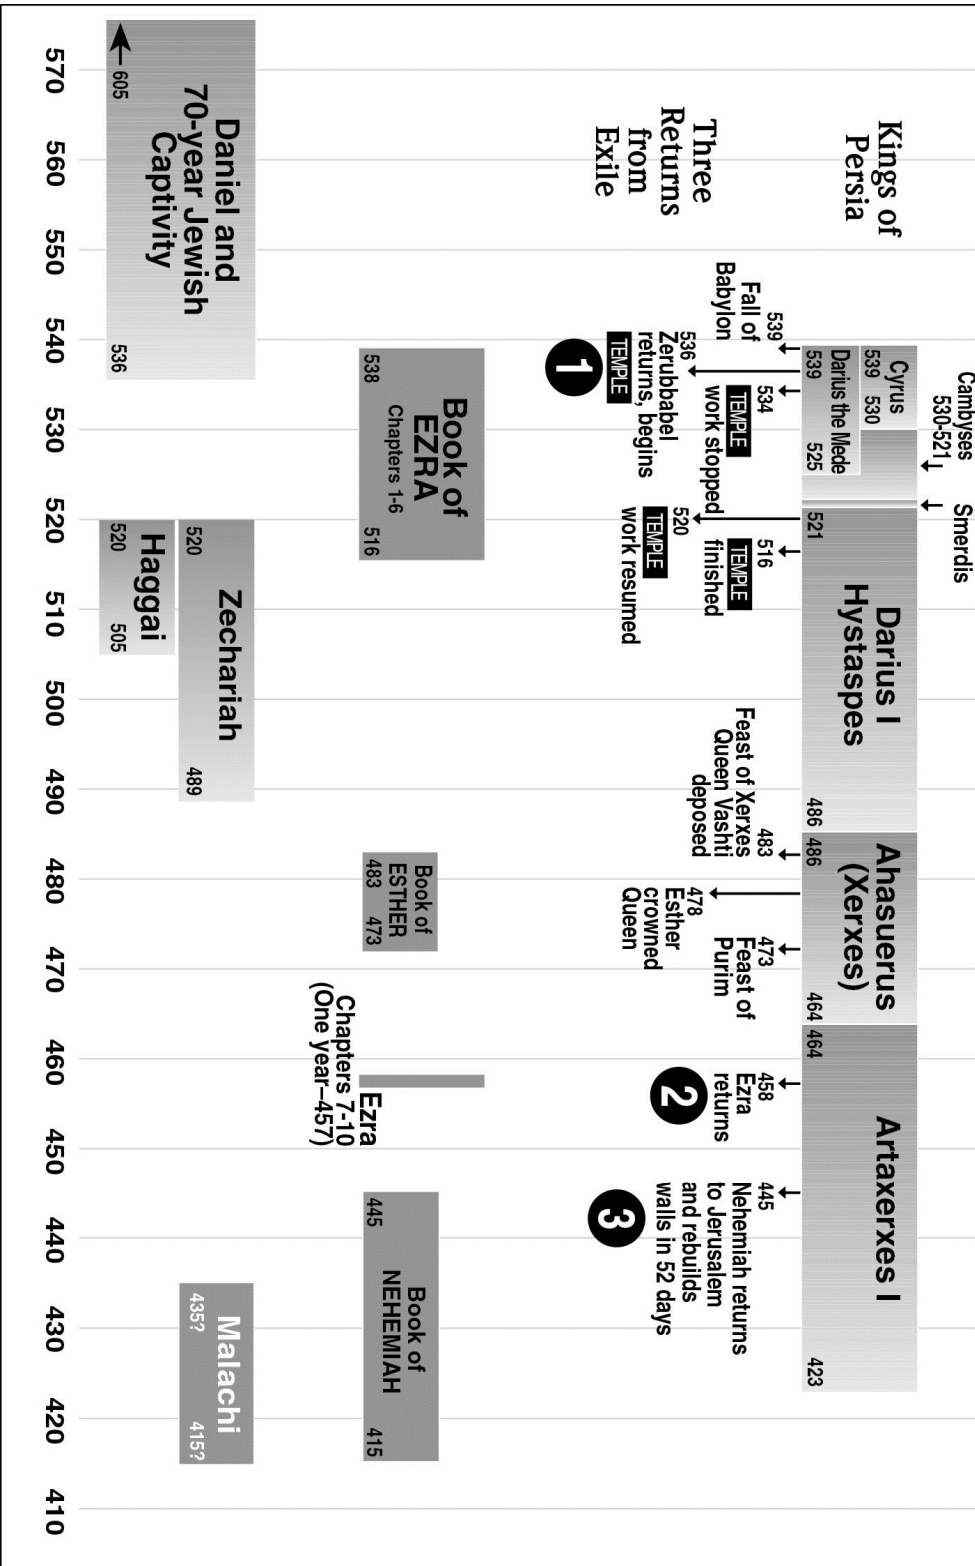 Kings of
Persia
Cambyses
530-521
Smerdis
Cyrus
539 530
Darius the Mede
539 525
521
Darius I
Hystaspes
486
486
Ahasuerus
(Xerxes)
464
464
Artaxerxes I
423
Three
Returns
from
Exile
539
Fall of
Babylon
536
Zerubbabel
returns, begins
TEMPLE
1
534
TEMPLE
work stopped
520
TEMPLE
work resumed
516
TEMPLE
finished
483
Feast of Xerxes
Queen Vashti
deposed
478
Esther
crowned
Queen
473
Feast of
Purim
458
Ezra
returns
2
445
Nehemiah returns
to Jerusalem
and rebuilds
walls in 52 days
3
Book of
EZRA
Chapters 1-6
538 516
Book of
ESTHER
483 473
Ezra
Chapters 7-10
(One year–457)
Book of
NEHEMIAH
445 415
Daniel and
70-year Jewish
Captivity
605 536
Zechariah
520 489
Haggai
520 505
Malachi
435? 415?
570 560 550 540 530 520 510 500 490 480 470 460 450 440 430 420 410